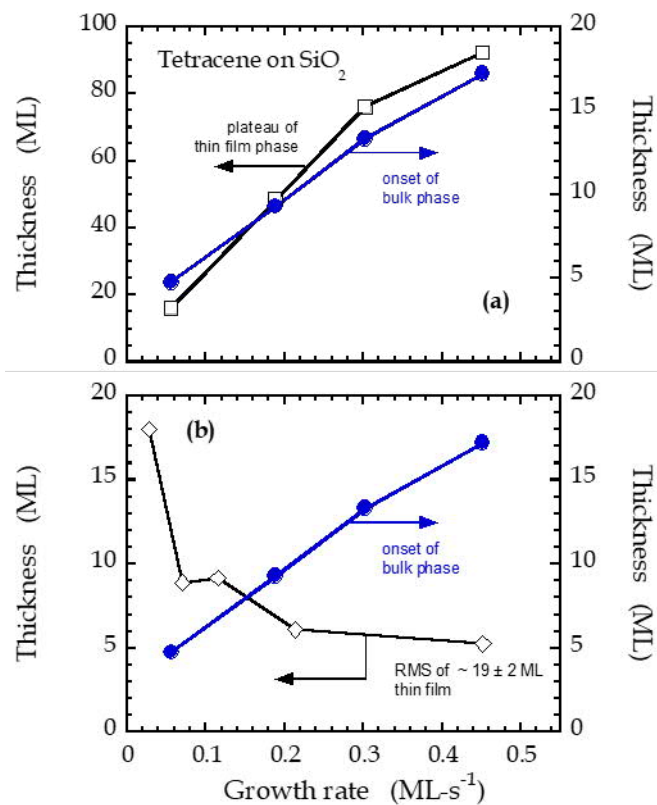 Tetracene on SiO2
plateau of
thin film phase
onset of
bulk phase
(a)
Thickness (ML)
100
80
60
40
20
0
Thickness (ML)
20
15
10
5
0
(b)
onset of
bulk phase
RMS of ~ 19 ± 2 ML
thin film
Thickness (ML)
20
15
10
5
0
Thickness (ML)
20
15
10
5
0
0 0.1 0.2 0.3 0.4 0.5
Growth rate (ML-s-1)